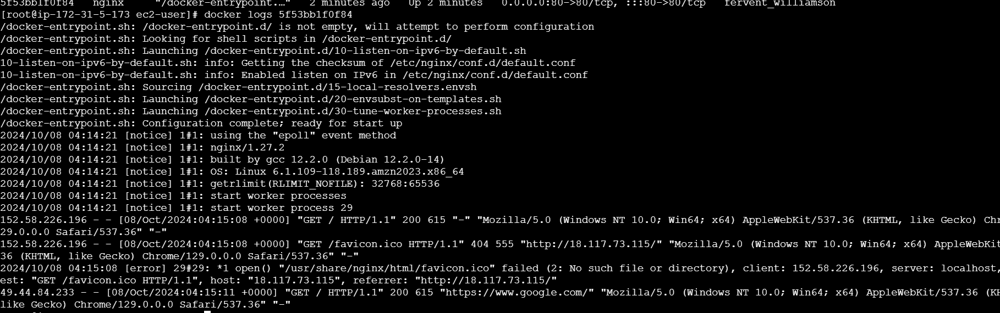 5f53bb1f0f84   nginx     "/docker-entrypoint.…"   2 minutes ago   Up 2 minutes   0.0.0.0:80->80/tcp, :::80->80/tcp   fervent_williamson
[root@ip-172-31-5-173 ec2-user]# docker logs 5f53bb1f0f84
/docker-entrypoint.sh: /docker-entrypoint.d/ is not empty, will attempt to perform configuration
/docker-entrypoint.sh: Looking for shell scripts in /docker-entrypoint.d/
/docker-entrypoint.sh: Launching /docker-entrypoint.d/10-listen-on-ipv6-by-default.sh
10-listen-on-ipv6-by-default.sh: info: Getting the checksum of /etc/nginx/conf.d/default.conf
10-listen-on-ipv6-by-default.sh: info: Enabled listen on IPv6 in /etc/nginx/conf.d/default.conf
/docker-entrypoint.sh: Sourcing /docker-entrypoint.d/15-local-resolvers.envsh
/docker-entrypoint.sh: Launching /docker-entrypoint.d/20-envsubst-on-templates.sh
/docker-entrypoint.sh: Launching /docker-entrypoint.d/30-tune-worker-processes.sh
/docker-entrypoint.sh: Configuration complete; ready for start up
2024/10/08 04:14:21 [notice] 1#1: using the "epoll" event method
2024/10/08 04:14:21 [notice] 1#1: nginx/1.27.2
2024/10/08 04:14:21 [notice] 1#1: built by gcc 12.2.0 (Debian 12.2.0-14)
2024/10/08 04:14:21 [notice] 1#1: OS: Linux 6.1.109-118.189.amzn2023.x86_64
2024/10/08 04:14:21 [notice] 1#1: getrlimit(RLIMIT_NOFILE): 32768:65536
2024/10/08 04:14:21 [notice] 1#1: start worker processes
2024/10/08 04:14:21 [notice] 1#1: start worker process 29
152.58.226.196 - - [08/Oct/2024:04:15:08 +0000] "GET / HTTP/1.1" 200 615 "-" "Mozilla/5.0 (Windows NT 10.0; Win64; x64) AppleWebKit/537.36 (KHTML, like Gecko) Chr
29.0.0.0 Safari/537.36" "-"
152.58.226.196 - - [08/Oct/2024:04:15:08 +0000] "GET /favicon.ico HTTP/1.1" 404 555 "http://18.117.73.115/" "Mozilla/5.0 (Windows NT 10.0; Win64; x64) AppleWebKit
36 (KHTML, like Gecko) Chrome/129.0.0.0 Safari/537.36" "-"
2024/10/08 04:15:08 [error] 29#29: *1 open() "/usr/share/nginx/html/favicon.ico" failed (2: No such file or directory), client: 152.58.226.196, server: localhost,
est: "GET /favicon.ico HTTP/1.1", host: "18.117.73.115", referrer: "http://18.117.73.115/"
49.44.84.233 - - [08/Oct/2024:04:15:11 +0000] "GET / HTTP/1.1" 200 615 "https://www.google.com/" "Mozilla/5.0 (Windows NT 10.0; Win64; x64) AppleWebKit/537.36 (KH
like Gecko) Chrome/129.0.0.0 Safari/537.36" "-"